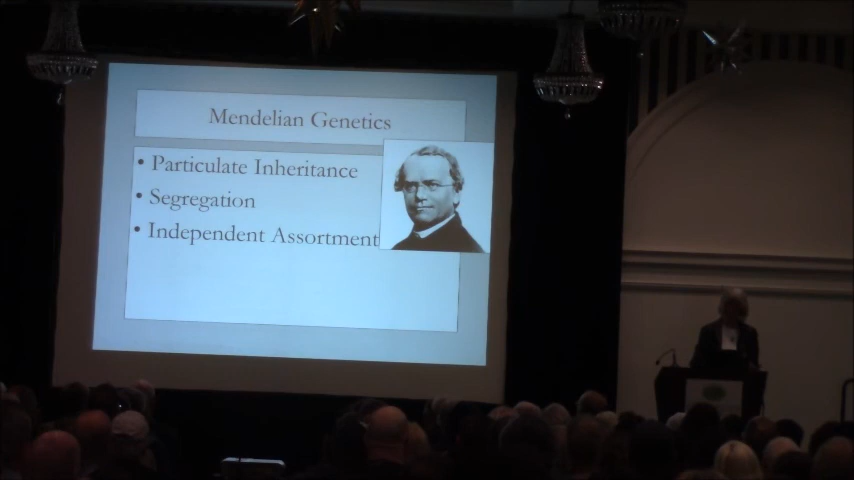 Mendelian Genetics
• Particulate Inheritance
• Segregation
• Independent Assortment